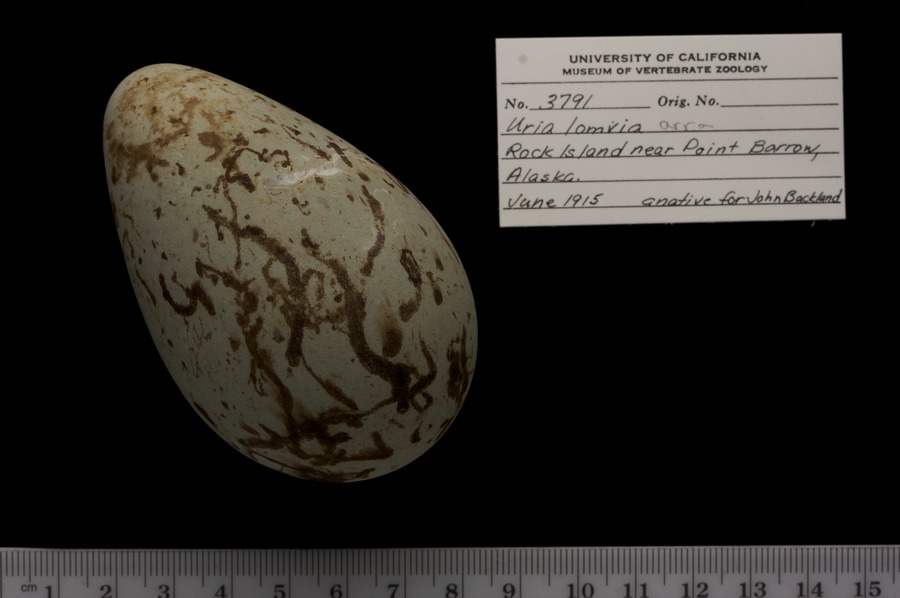 UNIVERSITY OF CALIFORNIA
MUSEUM OF VERTEBRATE ZOOLOGY
No. 3791 Orig. No.
Uria lomvia arra
Rock Island near Point Barrow,
Alaska.
June 1915 a native for John Backland
cm 1 2 3 4 5 6 7 8 9 10 11 12 13 14 15